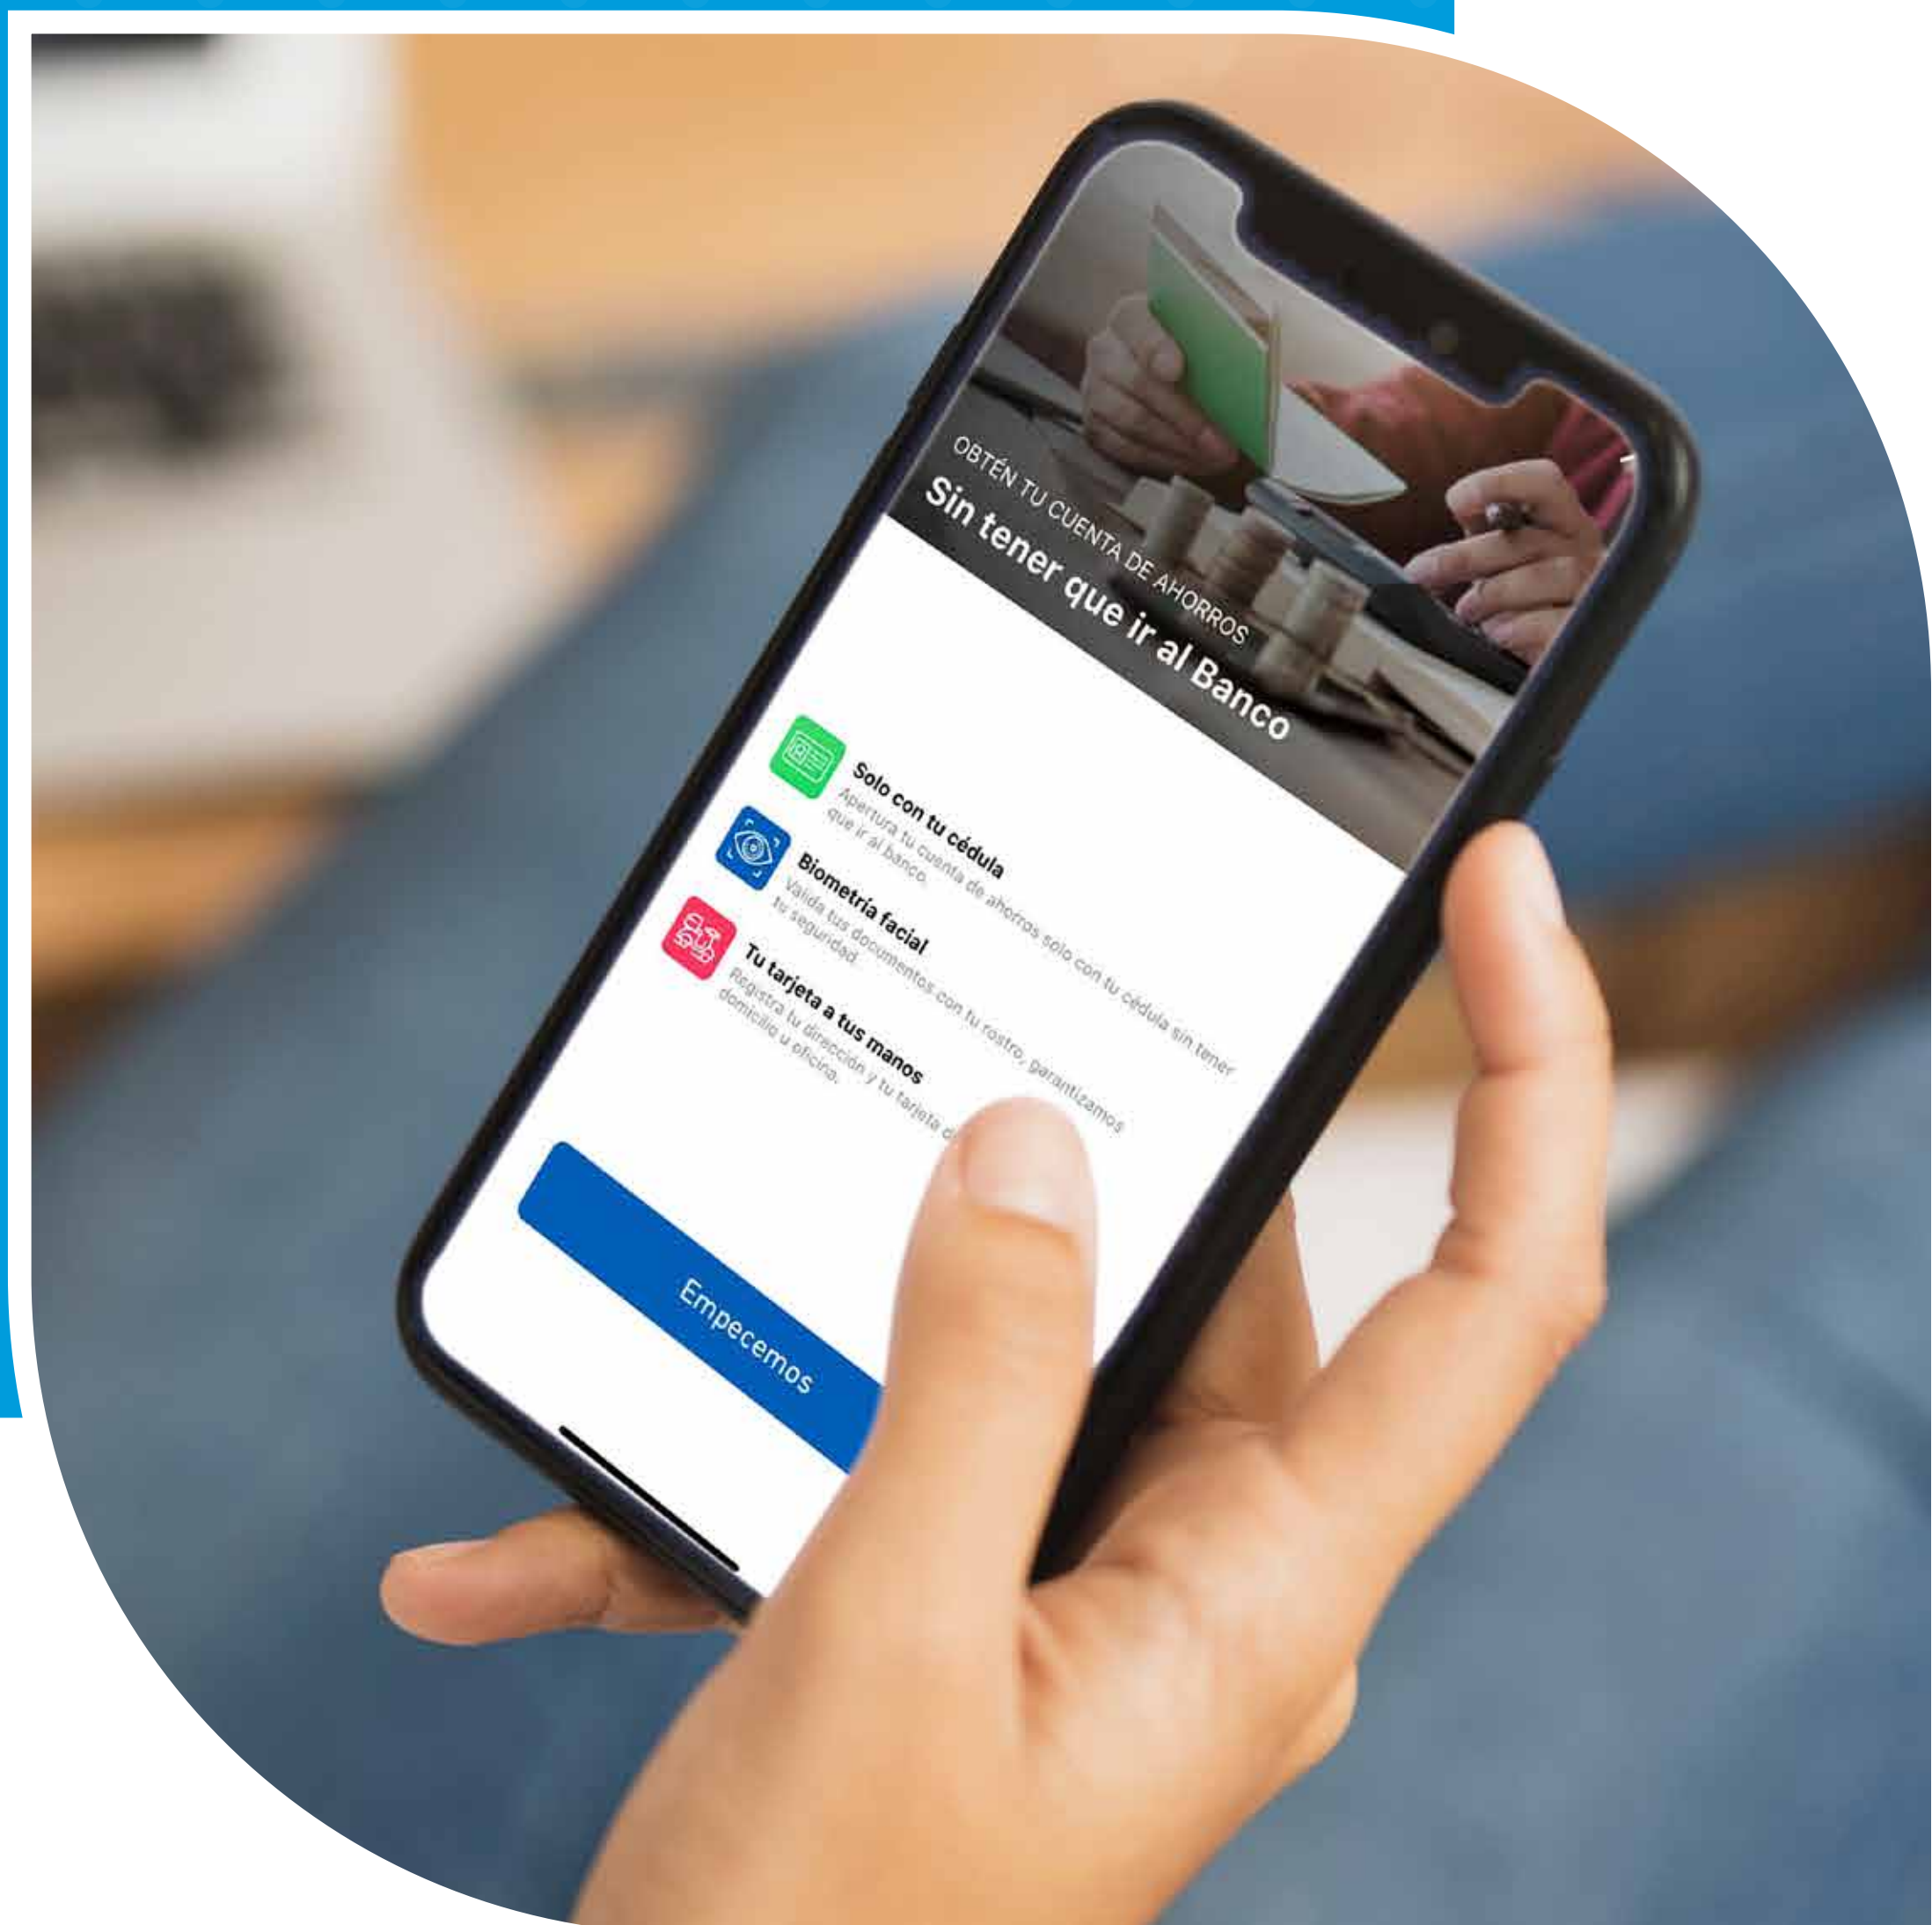 OBTÉN TU CUENTA DE AHORROS
Sin tener que ir al Banco
Solo con tu cédula
Apertura tu cuenta de ahorros solo con tu cédula sin tener
que ir al banco.
Biometría facial
Valida tus documentos con tu rostro, garantizamos
tu seguridad.
Tu tarjeta a tus manos
Registra tu dirección y tu tarjeta
domicilio u oficina.
Empecemos